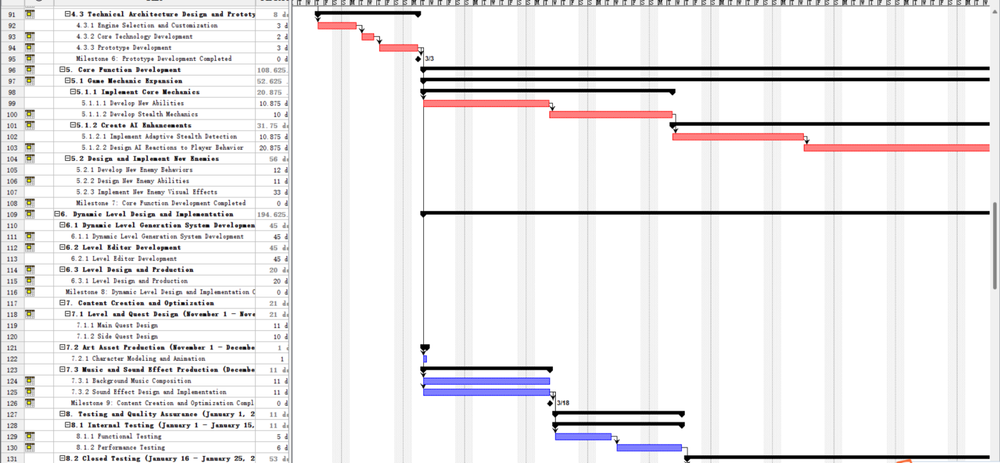 91 4.3 Technical Architecture Design and Prototy 8 d
92 4.3.1 Engine Selection and Customization 3 d
93 4.3.2 Core Technology Development 2 d
94 4.3.3 Prototype Development 3 d
95 Milestone 6: Prototype Development Completed 0 d 3/3
96 5. Core Function Development 108.625.
97 5.1 Game Mechanic Expansion 52.625 .
98 5.1.1 Implement Core Mechanics 20.875 .
99 5.1.1.1 Develop New Abilities 10.875 d
100 5.1.1.2 Develop Stealth Mechanics 10 d
101 5.1.2 Create AI Enhancements 31.75 d
102 5.1.2.1 Implement Adaptive Stealth Detection 10.875 d
103 5.1.2.2 Design AI Reactions to Player Behavior 20.875 d
104 5.2 Design and Implement New Enemies 56 d
105 5.2.1 Develop New Enemy Behaviors 12 d
106 5.2.2 Design New Enemy Abilities 11 d
107 5.2.3 Implement New Enemy Visual Effects 33 d
108 Milestone 7: Core Function Development Completed 0 d
109 6. Dynamic Level Design and Implementation 194.625.
110 6.1 Dynamic Level Generation System Developmen 45 d
111 6.1.1 Dynamic Level Generation System Development 45 d
112 6.2 Level Editor Development 45 d
113 6.2.1 Level Editor Development 45 d
114 6.3 Level Design and Production 20 d
115 6.3.1 Level Design and Production 20 d
116 Milestone 8: Dynamic Level Design and Implementation C 0 d
117 7. Content Creation and Optimization 21 d
118 7.1 Level and Quest Design (November 1 - Nove 21 d
119 7.1.1 Main Quest Design 11 d
120 7.1.2 Side Quest Design 10 d
121 7.2 Art Asset Production (November 1 - Decembe 1 d
122 7.2.1 Character Modeling and Animation 1
123 7.3 Music and Sound Effect Production (Decembe 11 d
124 7.3.1 Background Music Composition 11 d
125 7.3.2 Sound Effect Design and Implementation 11 d
126 Milestone 9: Content Creation and Optimization Compl 0 d 3/18
127 8. Testing and Quality Assurance (January 1, 2 11 d
128 8.1 Internal Testing (January 1 - January 15, 11 d
129 8.1.1 Functional Testing 5 d
130 8.1.2 Performance Testing 6 d
131 8.2 Closed Testing (January 16 - January 25, 2 53 d